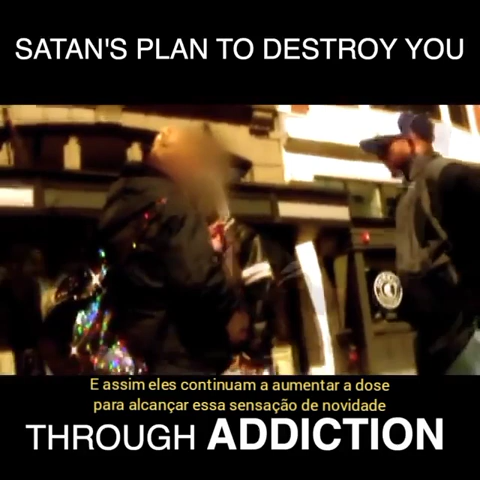 SATAN'S PLAN TO DESTROY YOU
E assim eles continuam a aumentar a dose
para alcançar essa sensação de novidade
THROUGH ADDICTION